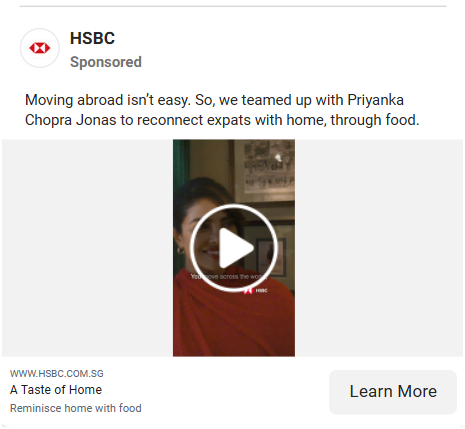 HSBC
Sponsored
Moving abroad isn't easy. So, we teamed up with Priyanka
Chopra Jonas to reconnect expats with home, through food.
You move across the
HSBC
WWW.HSBC.COM.SG
A Taste of Home
Learn More
Reminisce home with food